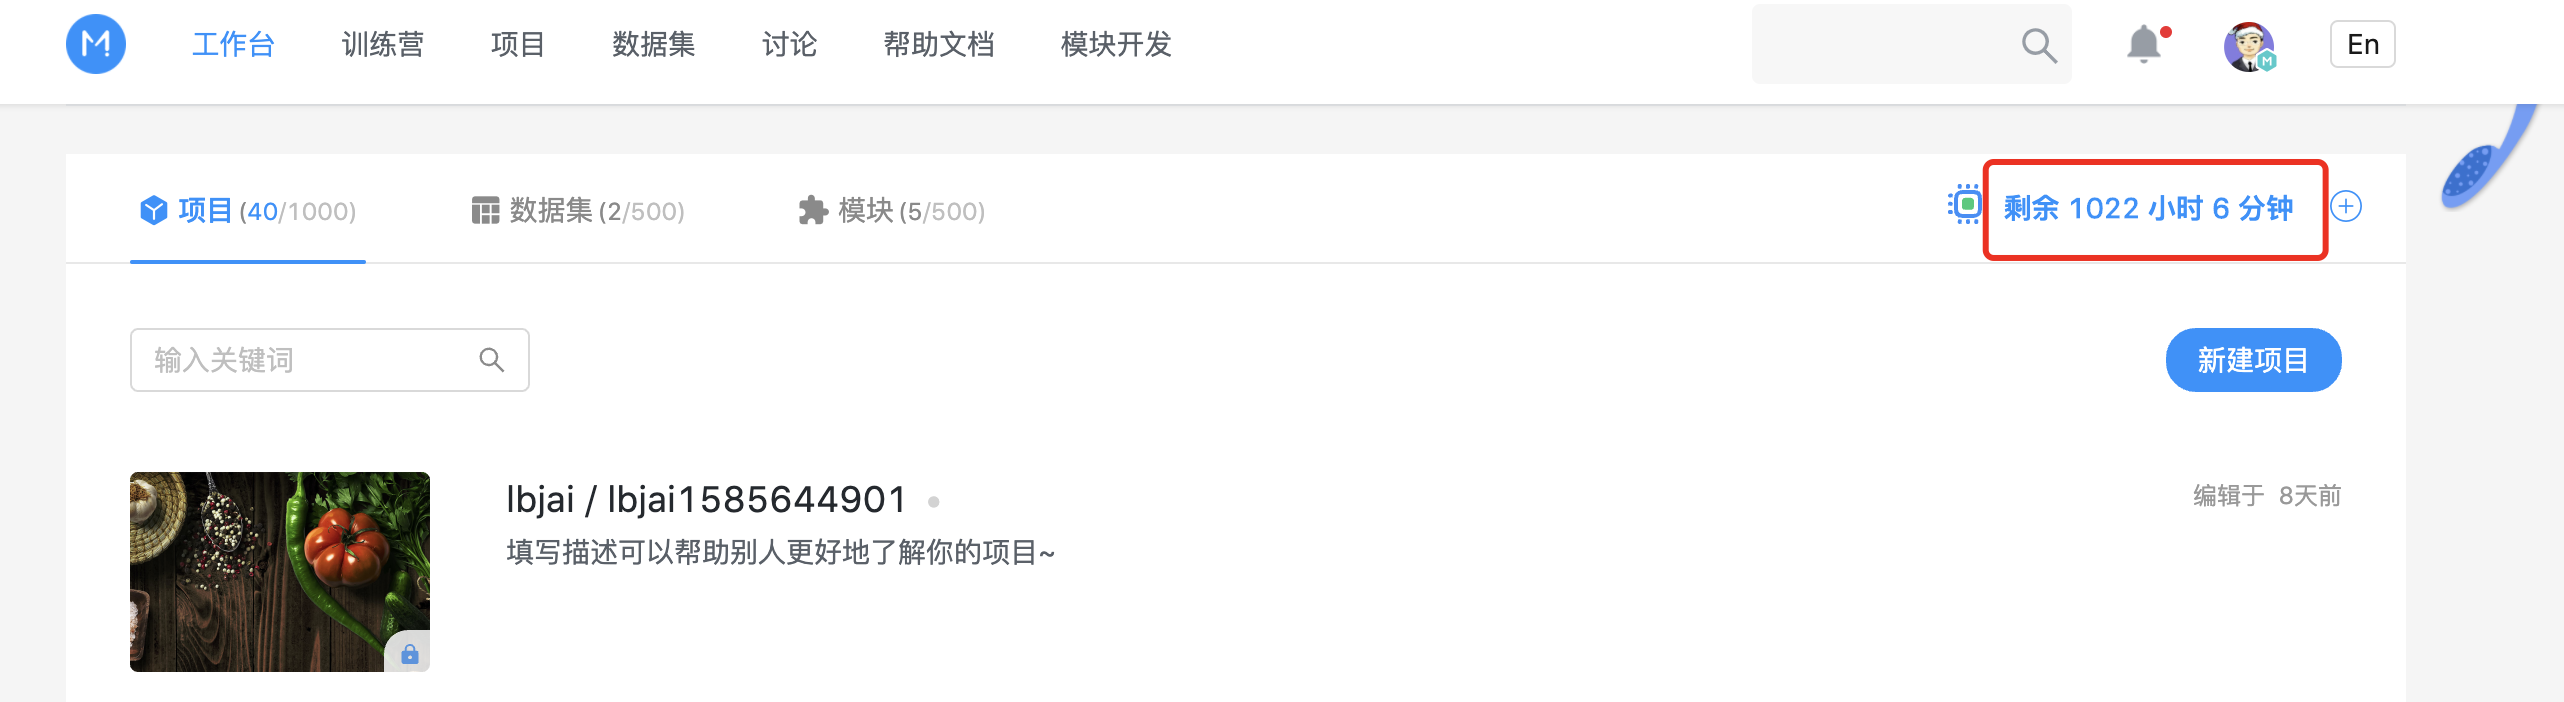 工作台 训练营 项目 数据集 讨论 帮助文档 模块开发 En
项目 (40/1000) 数据集 (2/500) 模块 (5/500) 剩余 1022 小时 6 分钟
输入关键词 新建项目
lbjai / lbjai1585644901 编辑于 8天前
填写描述可以帮助别人更好地了解你的项目~